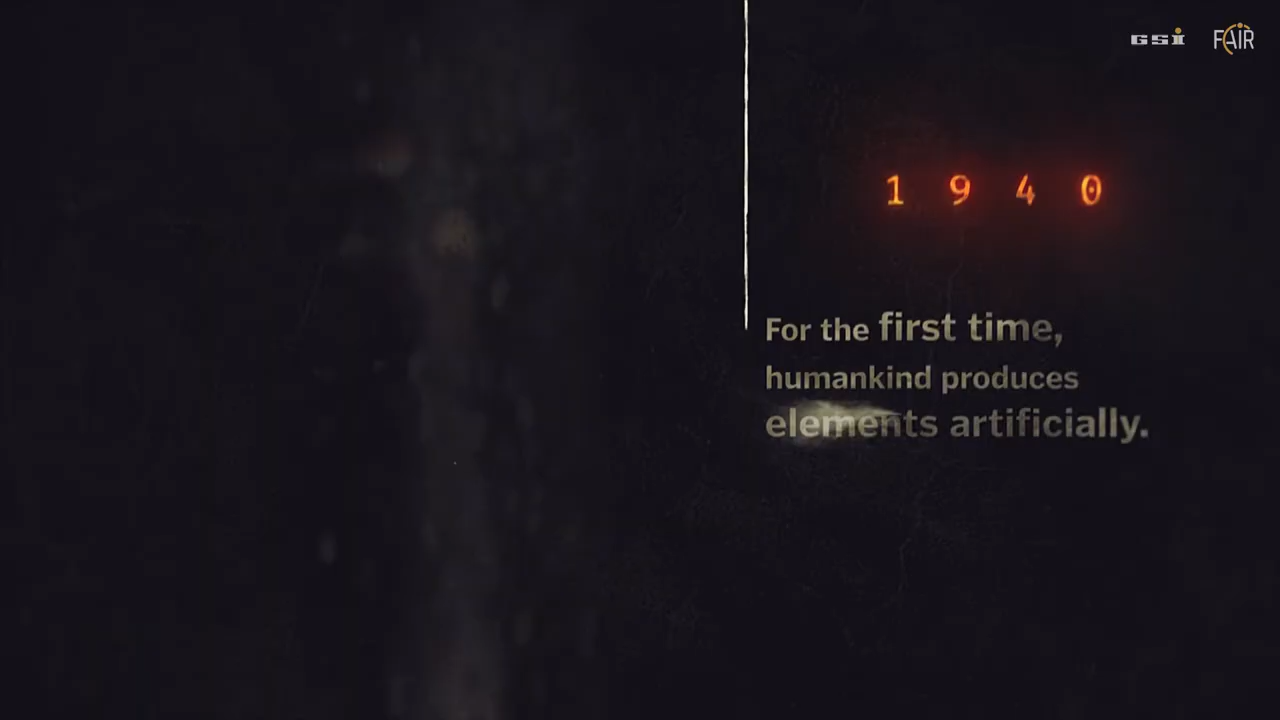 GSI FAIR
1 9 4 0
For the first time,
humankind produces
elements artificially.